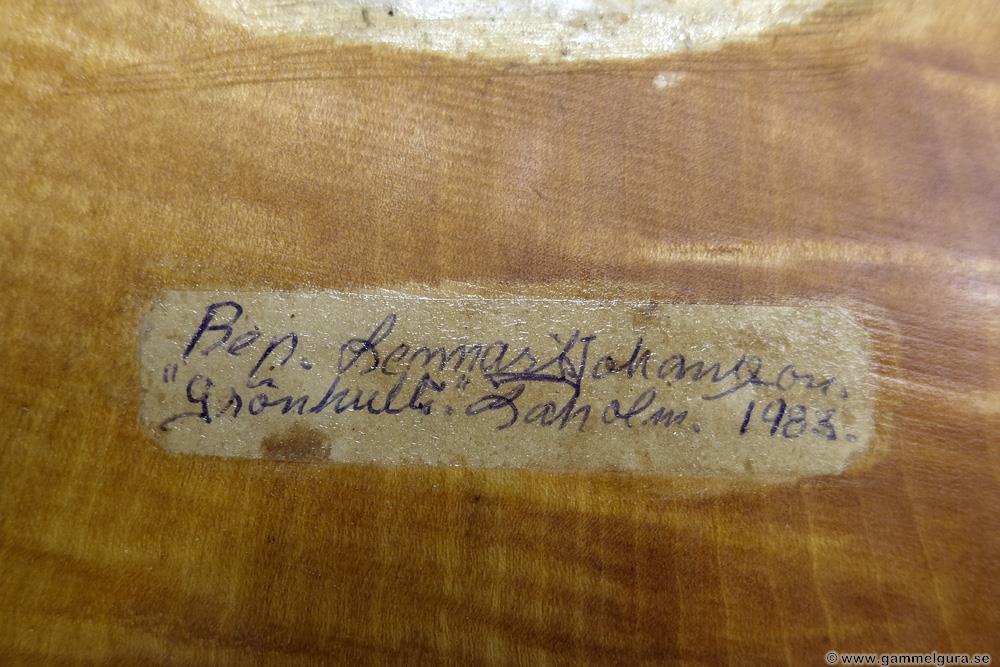 Rep. Lennart Johansson.
"Grönhult". Laholm. 1983.
© www.gammelgura.se